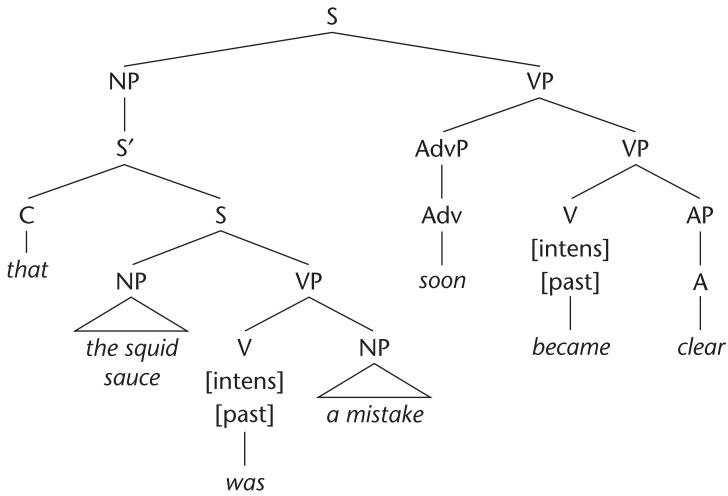 S
NP VP
S′ AdvP VP
C S Adv V AP
that NP VP soon [intens] A
[past]
the squid V NP became clear
sauce [intens]
[past] a mistake
was